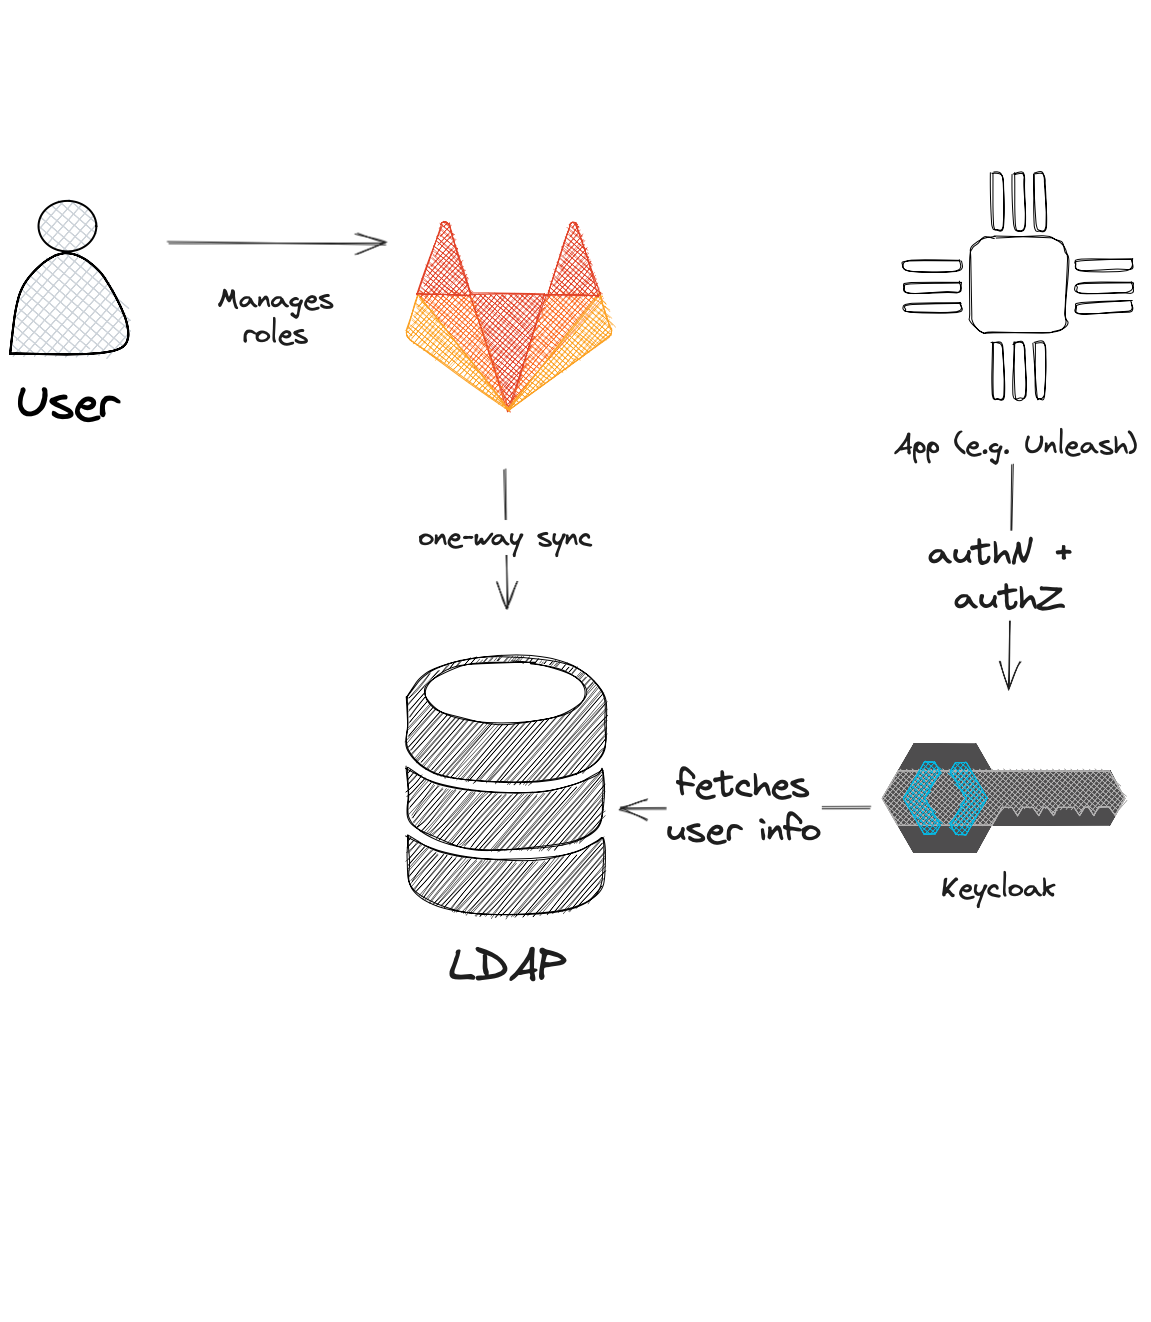 Manages
roles
User
App (e.g. Unleash)
one-way sync
authN +
authZ
fetches
user info
Keycloak
LDAP